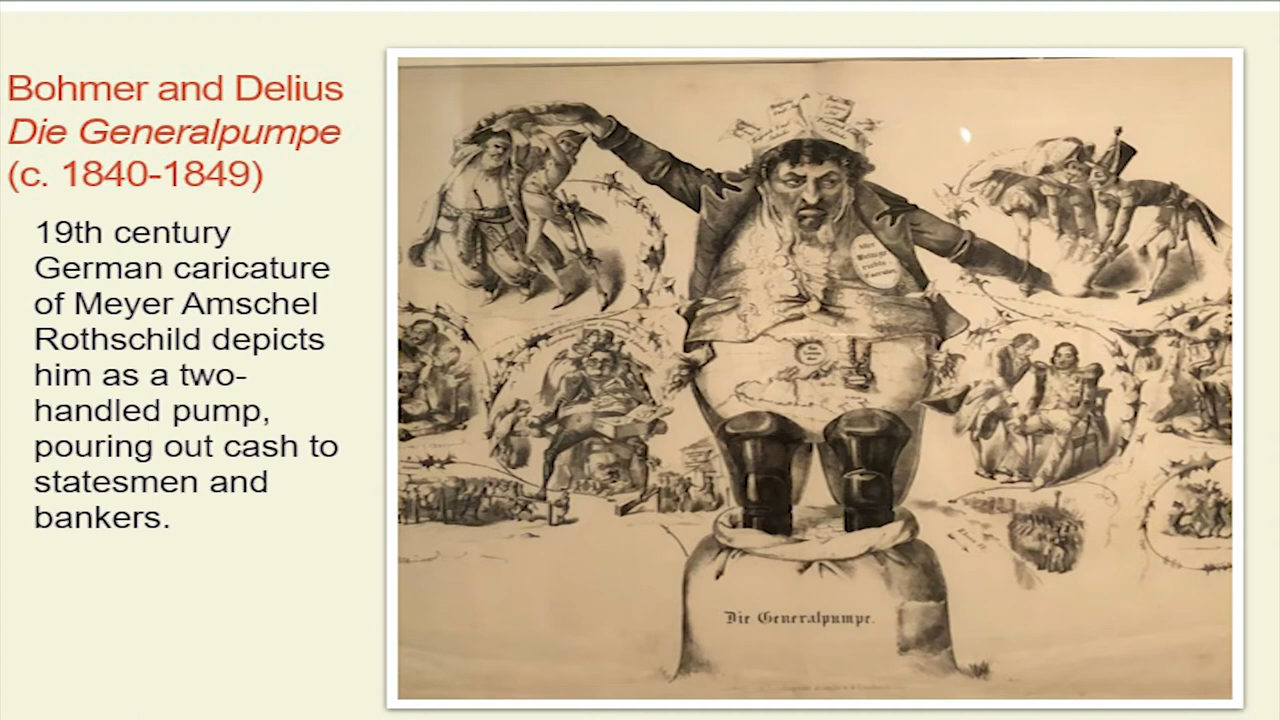 Bohmer and Delius
Die Generalpumpe
(c. 1840-1849)
19th century
German caricature
of Meyer Amschel
Rothschild depicts
him as a two-
handled pump,
pouring out cash to
statesmen and
bankers.
Die Generalpumpe.